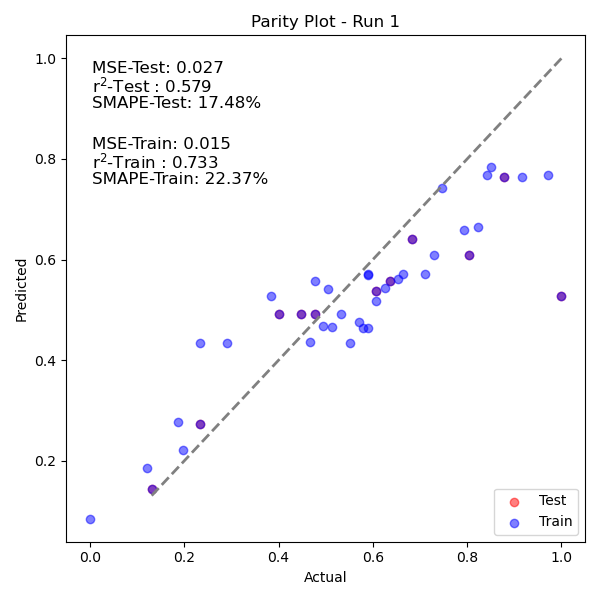 Parity Plot - Run 1
MSE-Test: 0.027
r²-Test : 0.579
SMAPE-Test: 17.48%
MSE-Train: 0.015
r²-Train : 0.733
SMAPE-Train: 22.37%
1.0
0.8
0.6
0.4
0.2
Predicted
Test
Train
0.0 0.2 0.4 0.6 0.8 1.0
Actual